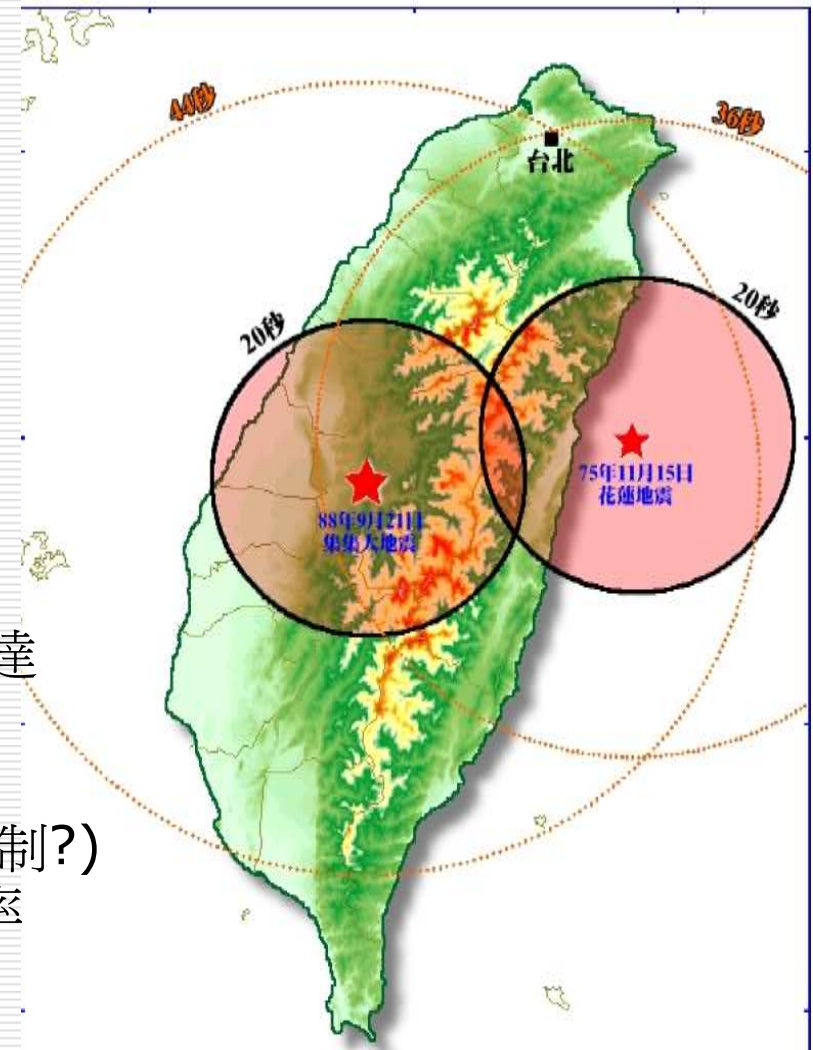 44秒
36秒
台北
20秒
20秒
75年11月15日
花蓮地震
88年9月21日
集集大地震
達
制?)
率